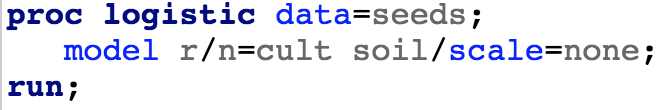 proc logistic data=seeds;
model r/n=cult soil/scale=none;
run;